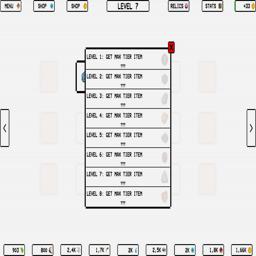 MENU
SHOP
SHOP
LEVEL 7
RELICS
STATS
+33
LEVEL 1: GET MAX TIER ITEM
???
LEVEL 2: GET MAX TIER ITEM
???
LEVEL 3: GET MAX TIER ITEM
???
LEVEL 4: GET MAX TIER ITEM
???
LEVEL 5: GET MAX TIER ITEM
???
LEVEL 6: GET MAX TIER ITEM
???
LEVEL 7: GET MAX TIER ITEM
???
LEVEL 8: GET MAX TIER ITEM
???
903
800
2,4K
1,7K
2K
2,5K
2K
1,8K
1,66K